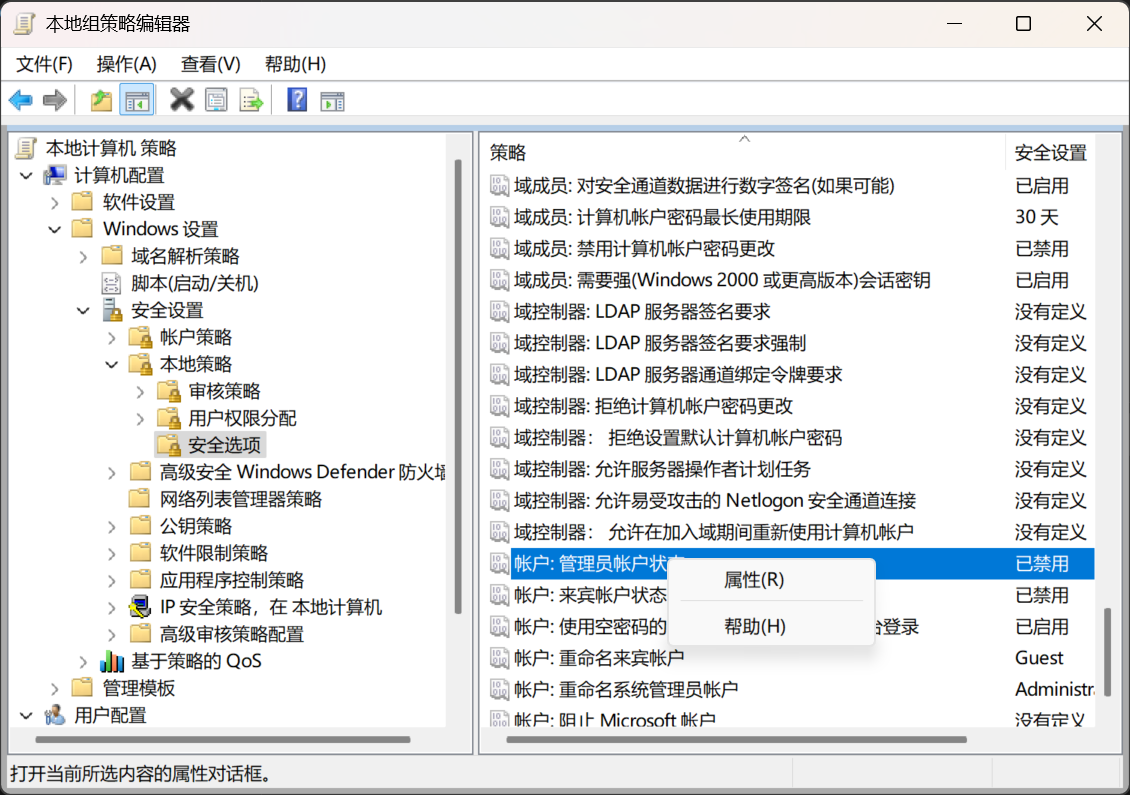 本地组策略编辑器
文件(F) 操作(A) 查看(V) 帮助(H)
本地计算机 策略
计算机配置
软件设置
Windows 设置
域名解析策略
脚本(启动/关机)
安全设置
帐户策略
本地策略
审核策略
用户权限分配
安全选项
高级安全 Windows Defender 防火墙
网络列表管理器策略
公钥策略
软件限制策略
应用程序控制策略
IP 安全策略，在 本地计算机
高级审核策略配置
基于策略的 QoS
管理模板
用户配置
策略 安全设置
域成员: 对安全通道数据进行数字签名(如果可能) 已启用
域成员: 计算机帐户密码最长使用期限 30 天
域成员: 禁用计算机帐户密码更改 已禁用
域成员: 需要强(Windows 2000 或更高版本)会话密钥 已启用
域控制器: LDAP 服务器签名要求 没有定义
域控制器: LDAP 服务器签名要求强制 没有定义
域控制器: LDAP 服务器通道绑定令牌要求 没有定义
域控制器: 拒绝计算机帐户密码更改 没有定义
域控制器： 拒绝设置默认计算机帐户密码 没有定义
域控制器: 允许服务器操作者计划任务 没有定义
域控制器: 允许易受攻击的 Netlogon 安全通道连接 没有定义
域控制器： 允许在加入域期间重新使用计算机帐户 没有定义
帐户: 管理员帐户状态 已禁用
帐户: 来宾帐户状态 已禁用
帐户: 使用空密码的 台登录 已启用
帐户: 重命名来宾帐户 Guest
帐户: 重命名系统管理员帐户 Administr
帐户: 阻止 Microsoft 帐户 没有定义
属性(R)
帮助(H)
打开当前所选内容的属性对话框。